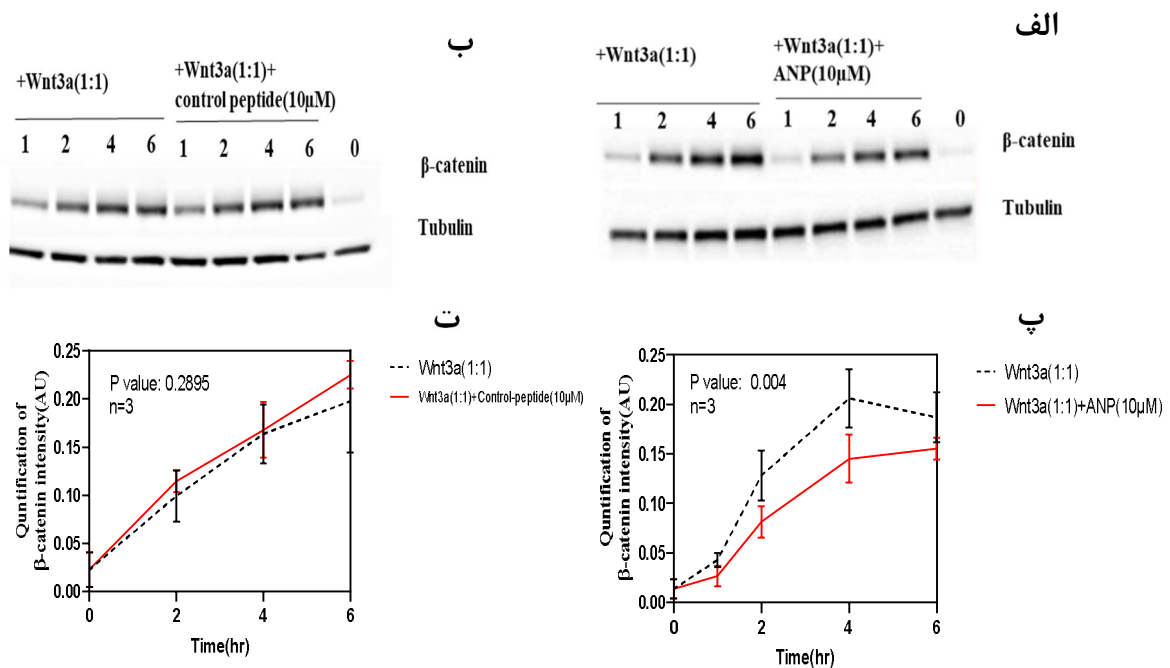 الف
+Wnt3a(1:1)
+Wnt3a(1:1)+
ANP(10µM)
1 2 4 6 1 2 4 6 0
β-catenin
Tubulin
ب
+Wnt3a(1:1)
+Wnt3a(1:1)+
control peptide(10µM)
1 2 4 6 1 2 4 6 0
β-catenin
Tubulin
پ
0.25
0.20
0.15
0.10
0.05
0.00
Quntification of
β-catenin intensity(AU)
P value: 0.004
n=3
0 2 4 6
Time(hr)
Wnt3a(1:1)
Wnt3a(1:1)+ANP(10µM)
ت
0.25
0.20
0.15
0.10
0.05
0.00
Quntification of
β-catenin intensity(AU)
P value: 0.2895
n=3
0 2 4 6
Time(hr)
Wnt3a(1:1)
Wnt3a(1:1)+Control-peptide(10µM)